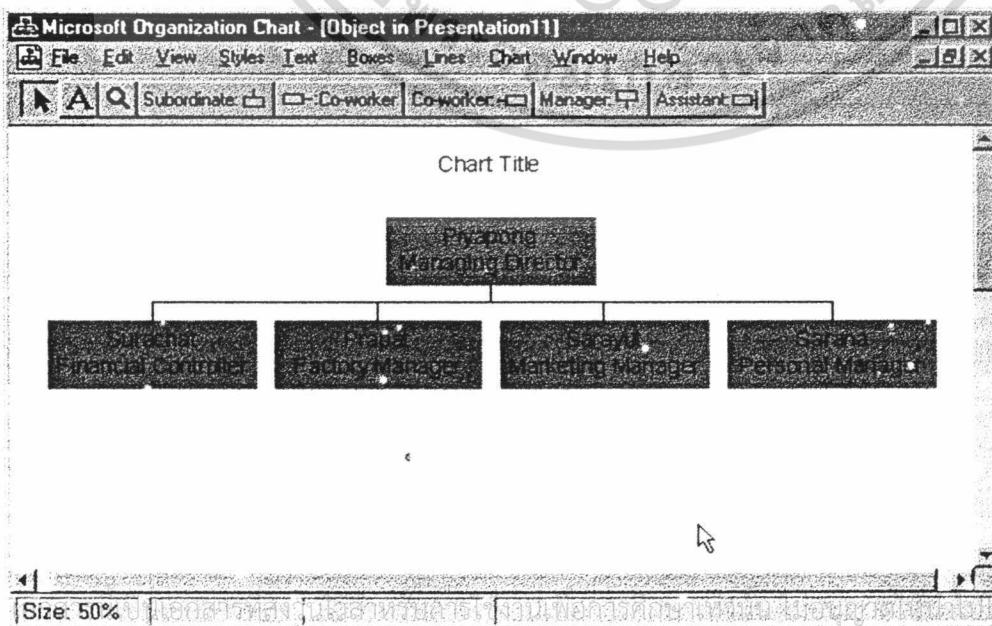 Microsoft Organization Chart - [Object in Presentation11]
File Edit View Styles Text Boxes Lines Chart Window Help
A Subordinate: Co-worker Co-worker: Manager: Assistant:
Chart Title
Piyapong
Managing Director
Surachat Prapat Sarayut
Financial Controller Factory Manager Marketing Manager Personal Manager
Size: 50%